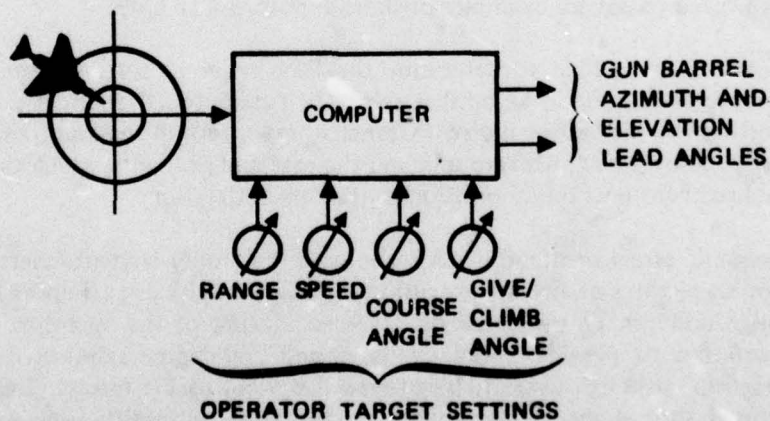 COMPUTER
GUN BARREL
AZIMUTH AND
ELEVATION
LEAD ANGLES
RANGE
SPEED
COURSE
ANGLE
GIVE/
CLIMB
ANGLE
OPERATOR TARGET SETTINGS